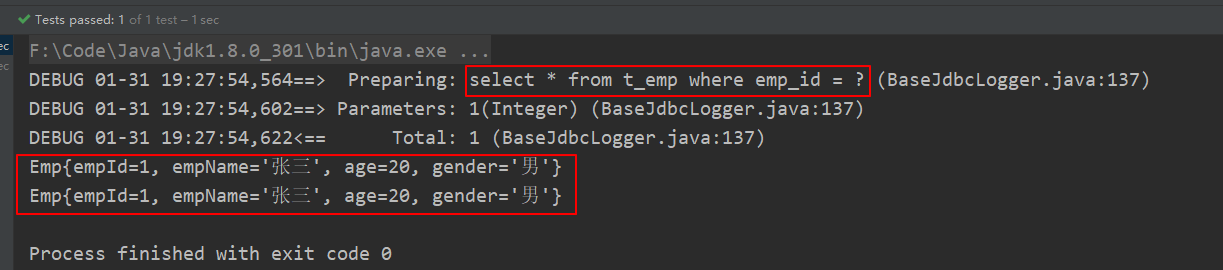 Tests passed: 1 of 1 test – 1 sec
F:\Code\Java\jdk1.8.0_301\bin\java.exe ...
DEBUG 01-31 19:27:54,564==>  Preparing: select * from t_emp where emp_id = ? (BaseJdbcLogger.java:137)
DEBUG 01-31 19:27:54,602==> Parameters: 1(Integer) (BaseJdbcLogger.java:137)
DEBUG 01-31 19:27:54,622<==      Total: 1 (BaseJdbcLogger.java:137)
Emp{empId=1, empName='张三', age=20, gender='男'}
Emp{empId=1, empName='张三', age=20, gender='男'}
Process finished with exit code 0